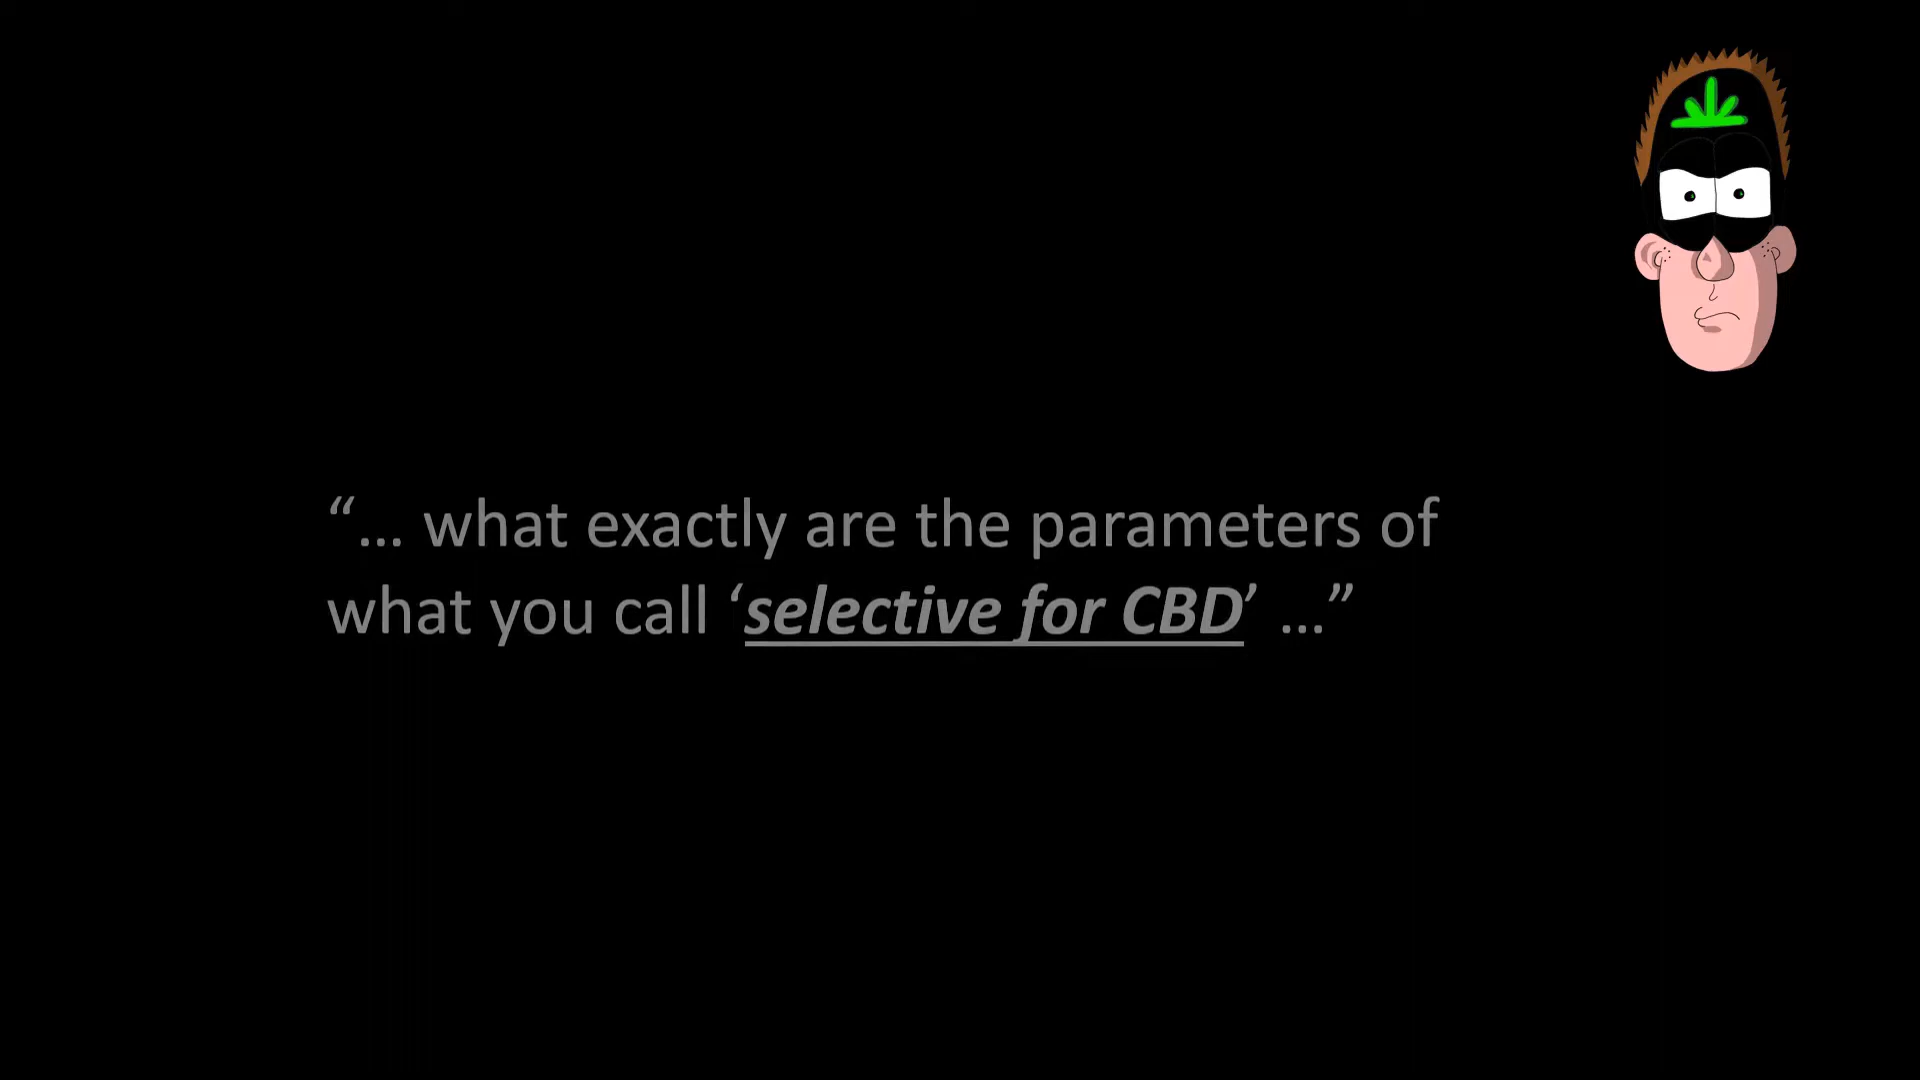 “… what exactly are the parameters of
what you call ‘selective for CBD’ …”